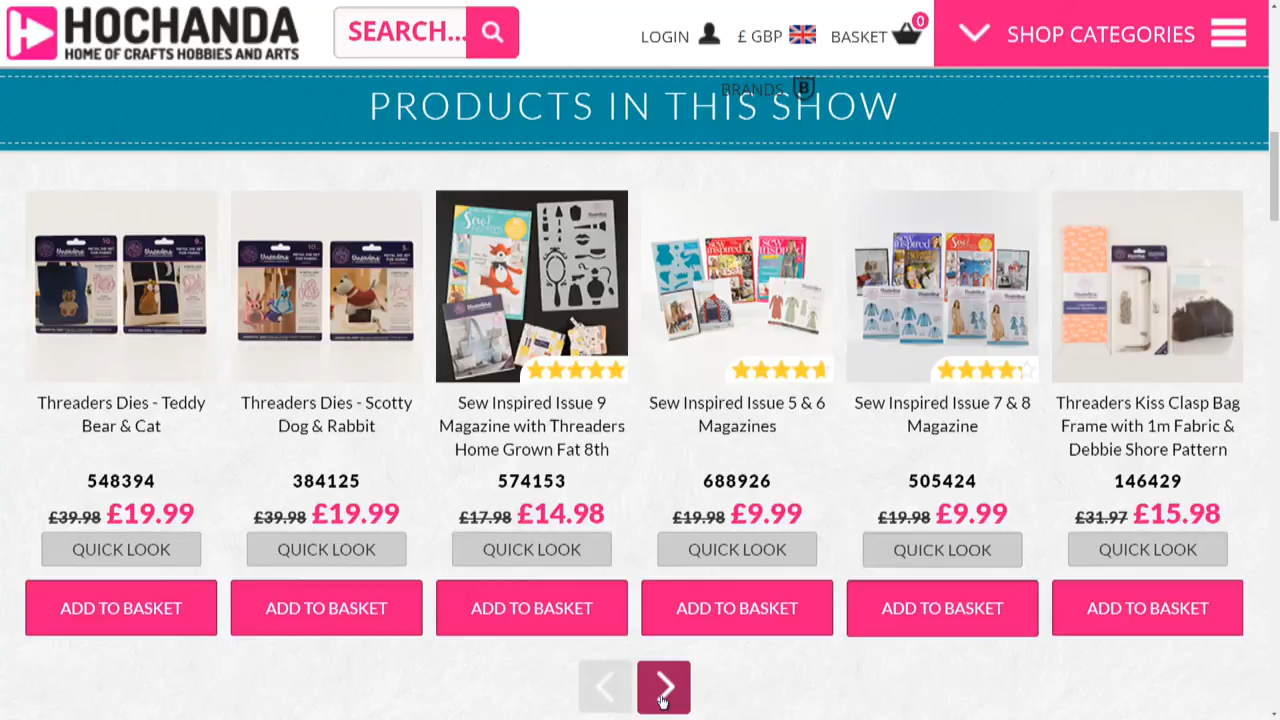 HOCHANDA
HOME OF CRAFTS HOBBIES AND ARTS
SEARCH...
LOGIN
£ GBP
BASKET
0
SHOP CATEGORIES
BRANDS B
PRODUCTS IN THIS SHOW
Threaders Dies - Teddy
Bear & Cat
548394
£39.98 £19.99
QUICK LOOK
ADD TO BASKET
Threaders Dies - Scotty
Dog & Rabbit
384125
£39.98 £19.99
QUICK LOOK
ADD TO BASKET
Sew Inspired Issue 9
Magazine with Threaders
Home Grown Fat 8th
574153
£17.98 £14.98
QUICK LOOK
ADD TO BASKET
Sew Inspired Issue 5 & 6
Magazines
688926
£19.98 £9.99
QUICK LOOK
ADD TO BASKET
Sew Inspired Issue 7 & 8
Magazine
505424
£19.98 £9.99
QUICK LOOK
ADD TO BASKET
Threaders Kiss Clasp Bag
Frame with 1m Fabric &
Debbie Shore Pattern
146429
£31.97 £15.98
QUICK LOOK
ADD TO BASKET